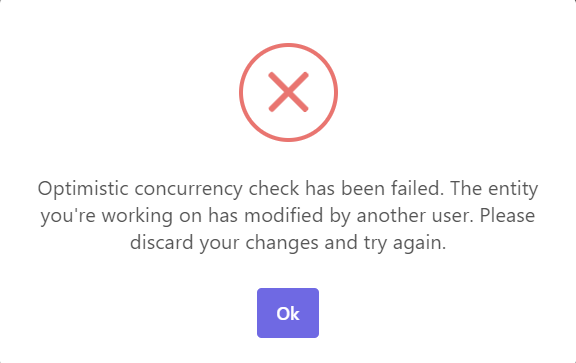 Optimistic concurrency check has been failed. The entity
you're working on has modified by another user. Please
discard your changes and try again.
Ok